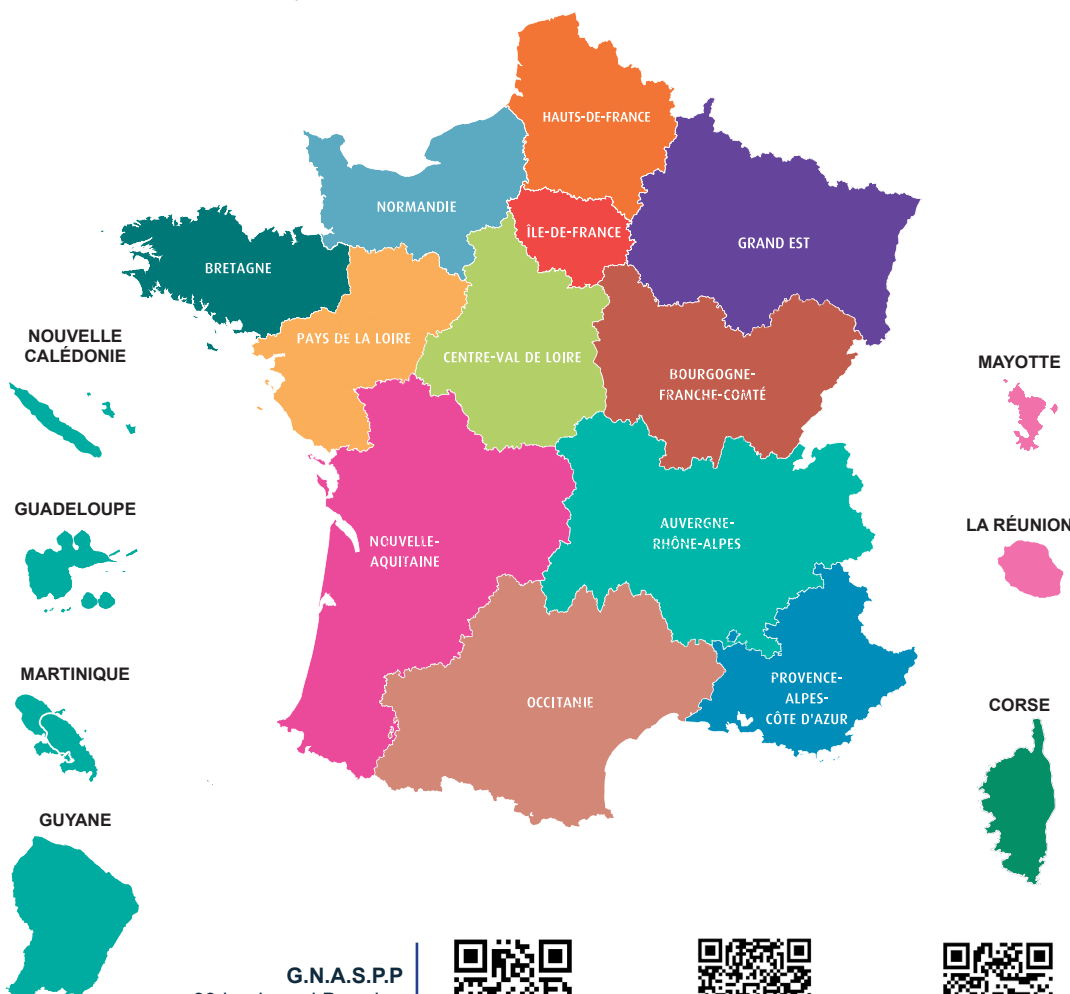 HAUTS-DE-FRANCE
NORMANDIE
ÎLE-DE-FRANCE
GRAND EST
BRETAGNE
PAYS DE LA LOIRE
CENTRE-VAL DE LOIRE
BOURGOGNE-
FRANCHE-COMTÉ
NOUVELLE
CALÉDONIE
MAYOTTE
GUADELOUPE
LA RÉUNION
NOUVELLE-
AQUITAINE
AUVERGNE-
RHÔNE-ALPES
MARTINIQUE
OCCITANIE
PROVENCE-
ALPES-
CÔTE D'AZUR
CORSE
GUYANE
G.N.A.S.P.P